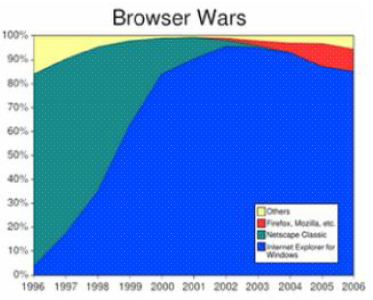 Browser Wars
100%
90%
80%
70%
60%
50%
40%
30%
20%
10%
0%
Others
Firefox, Mozilla, etc.
Netscape Classic
Internet Explorer for
Windows
1996 1997 1998 1999 2000 2001 2002 2003 2004 2005 2006